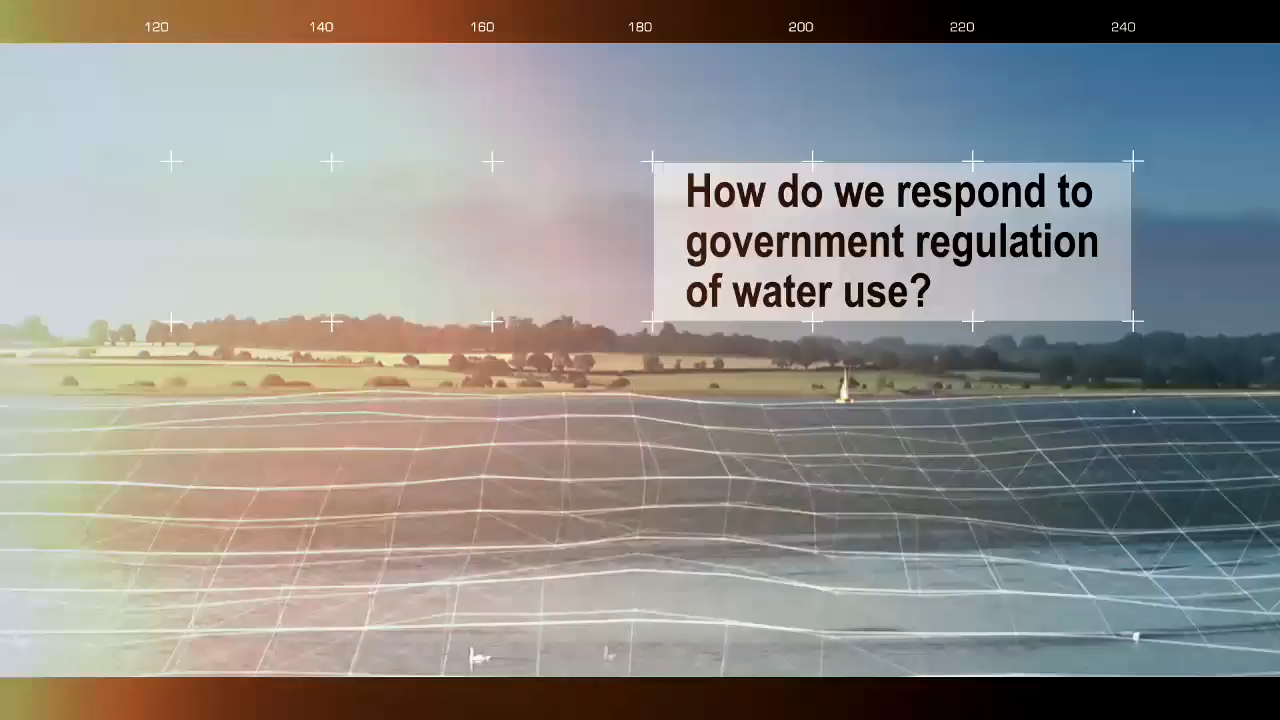 120 140 160 180 200 220 240
How do we respond to
government regulation
of water use?